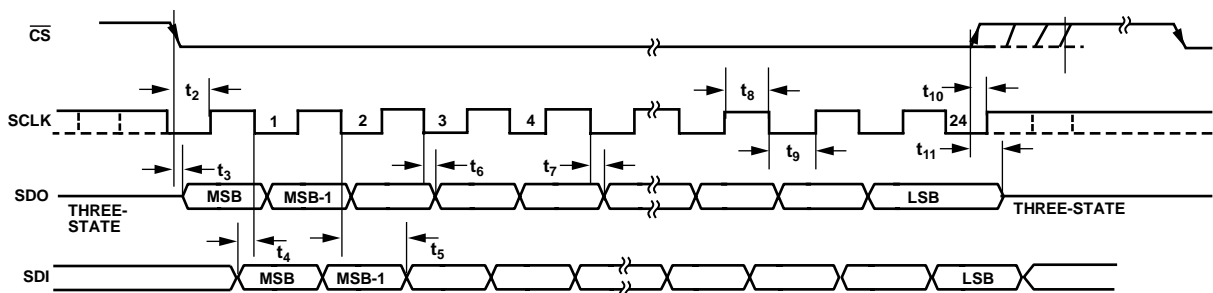 CS
t2
t8
t10
SCLK
1
2
3
4
24
t3
t6
t7
t9
t11
SDO
MSB
MSB-1
LSB
THREE-
STATE
THREE-STATE
t4
t5
SDI
MSB
MSB-1
LSB